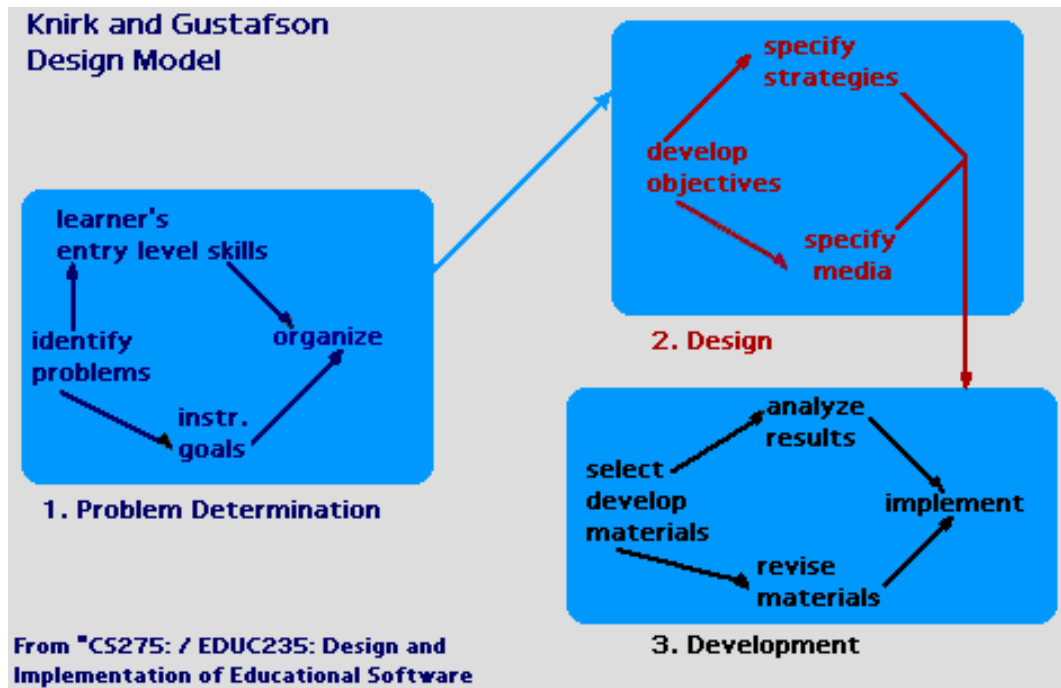 Knirk and Gustafson
Design Model
learner's
entry level skills
identify
problems
organize
instr.
goals
1. Problem Determination
specify
strategies
develop
objectives
specify
media
2. Design
analyze
results
select
develop
materials
implement
revise
materials
3. Development
From "CS275: / EDUC235: Design and
Implementation of Educational Software